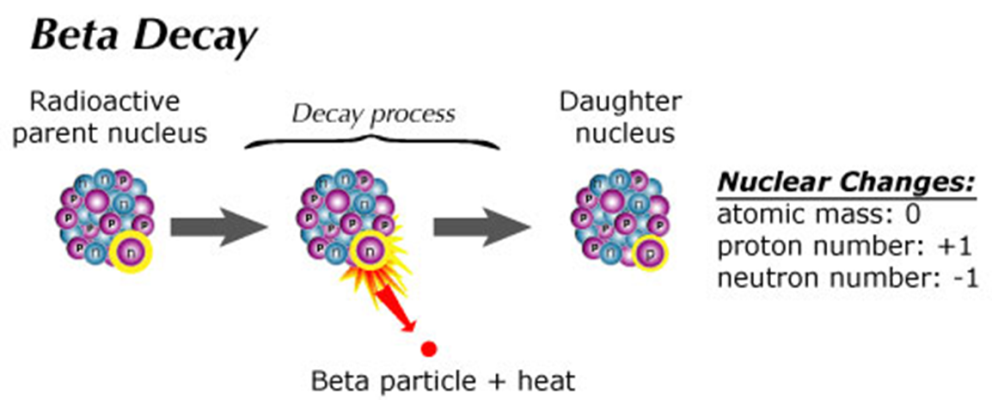 Beta Decay
Radioactive
parent nucleus
Decay process
Daughter
nucleus
n n p
p n
p p p
p p
p n n
n n p
p n
p p p
p p
p n n
n n p
p n
p p p
p p
p n p
Nuclear Changes:
atomic mass: 0
proton number: +1
neutron number: -1
Beta particle + heat